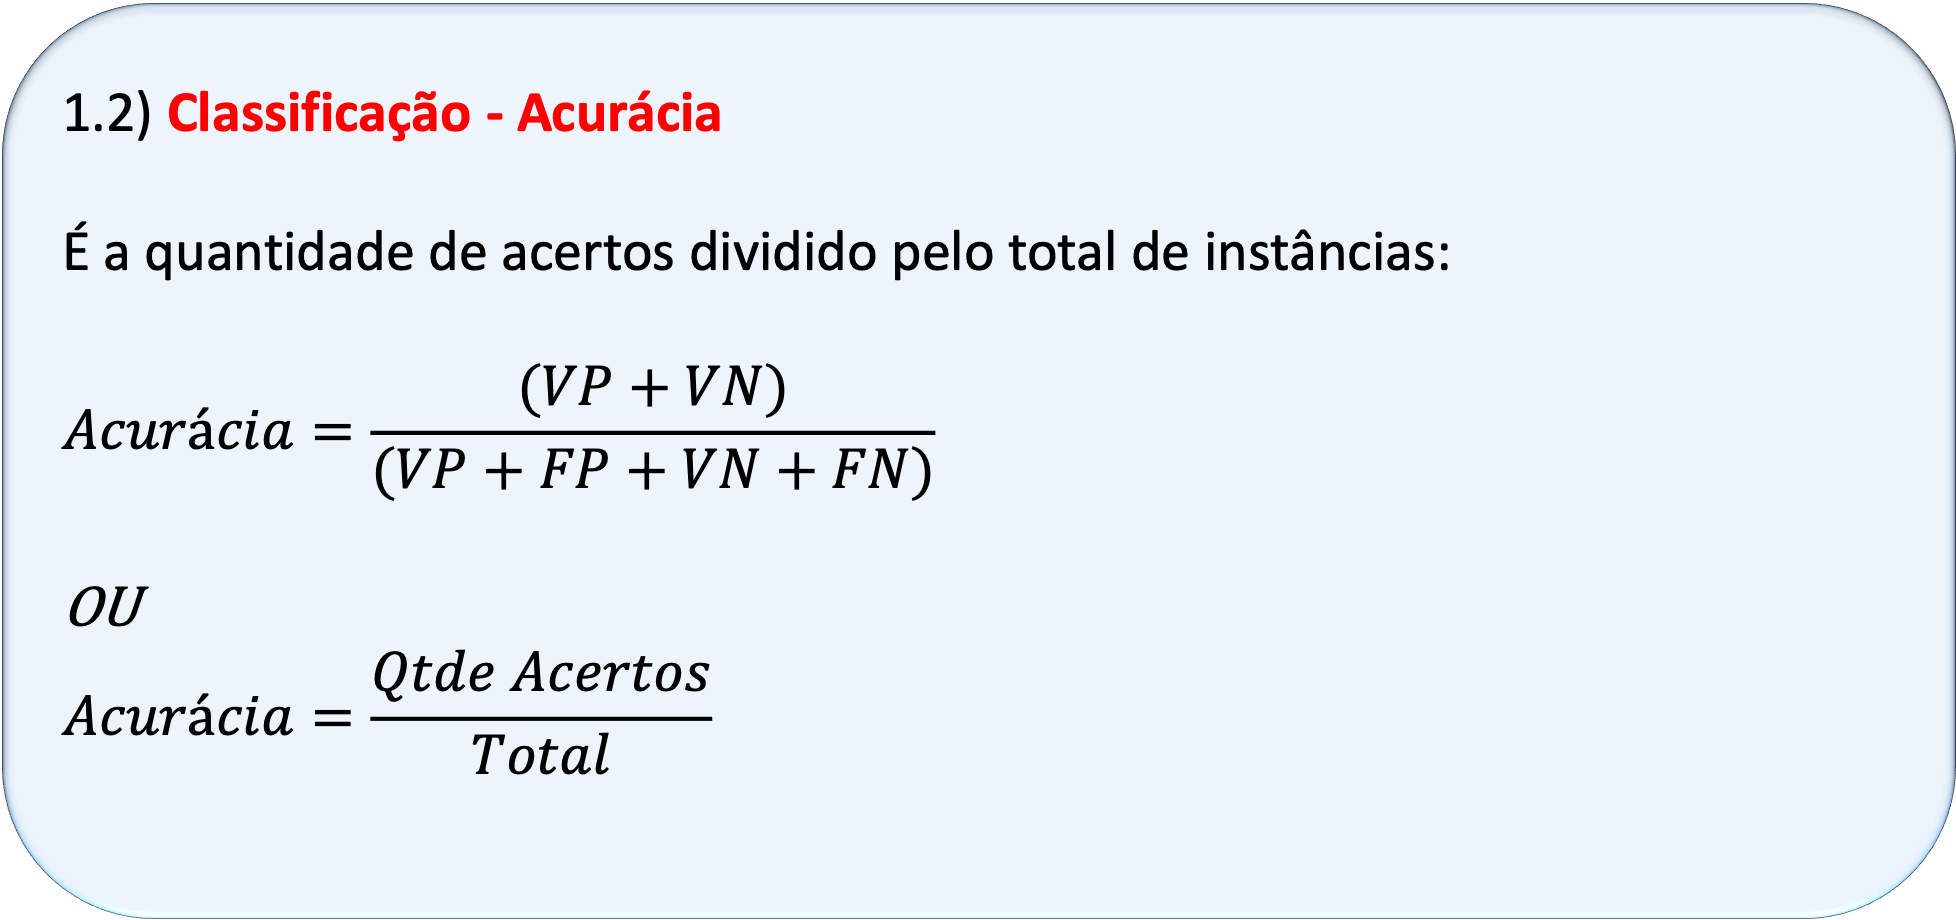 1.2) Classificação - Acurácia
É a quantidade de acertos dividido pelo total de instâncias:
Acurácia = (VP + VN) / (VP + FP + VN + FN)
OU
Acurácia = Qtde Acertos / Total